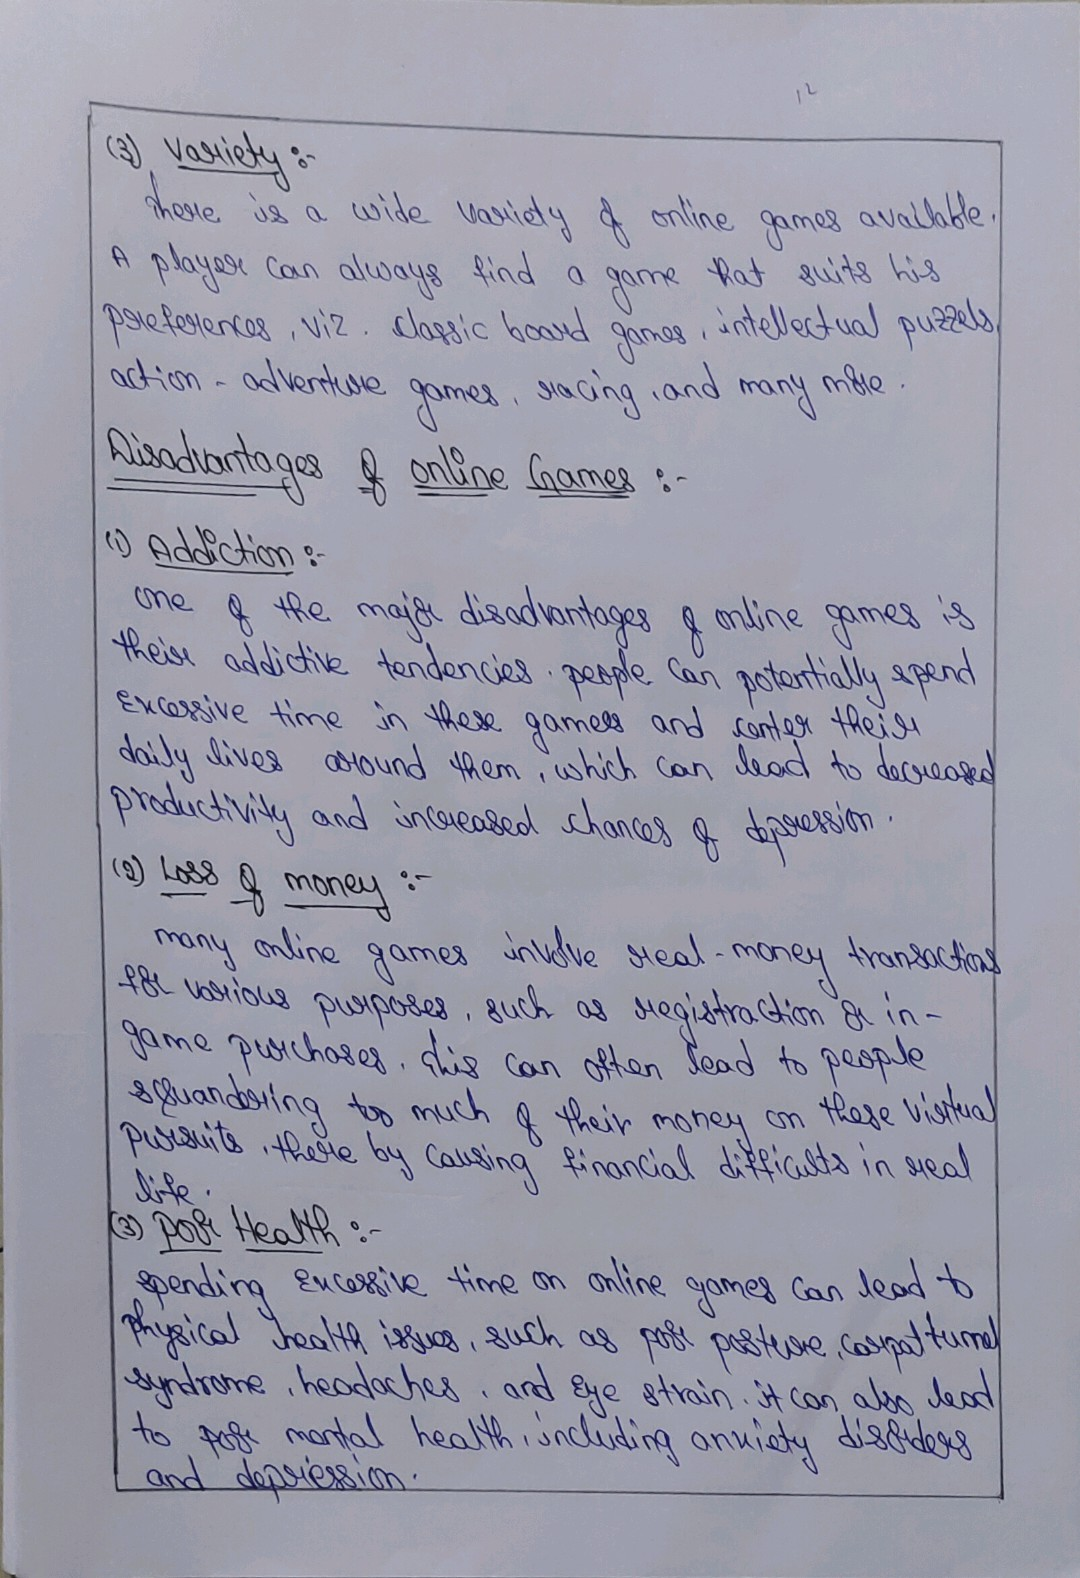 12
(3) Variety :-
There is a wide variety of online games available.
A player can always find a game that suits his
preferences, viz. classic board games, intellectual puzzels,
action - adventure games, racing, and many more.
Disadvantages of online Games :-
(1) Addiction :-
one of the major disadvantages of online games is
their addictive tendencies. people can potentially spend
excessive time in these games and center their
daily lives around them, which can lead to decreased
productivity and increased chances of depression.
(2) Loss of money :-
many online games involve real-money transactions
for various purposes, such as registraction or in-
game purchases. this can often lead to people
squandering too much of their money on these virtual
pursuits, there by causing financial difficults in real
life.
(3) poor Health :-
spending excessive time on online games can lead to
physical health issues, such as poor posture, carpal tunnel
syndrome, headaches, and eye strain. it can also lead
to poor mental health, including anxiety disorders
and depression.